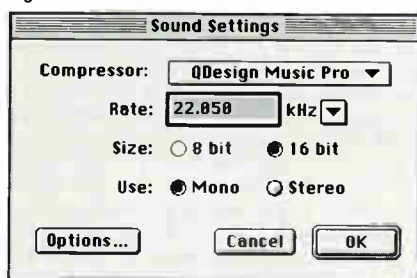 Sound Settings
Compressor: QDesign Music Pro
Rate: 22.050 kHz
Size: 8 bit 16 bit
Use: Mono Stereo
Options... Cancel OK